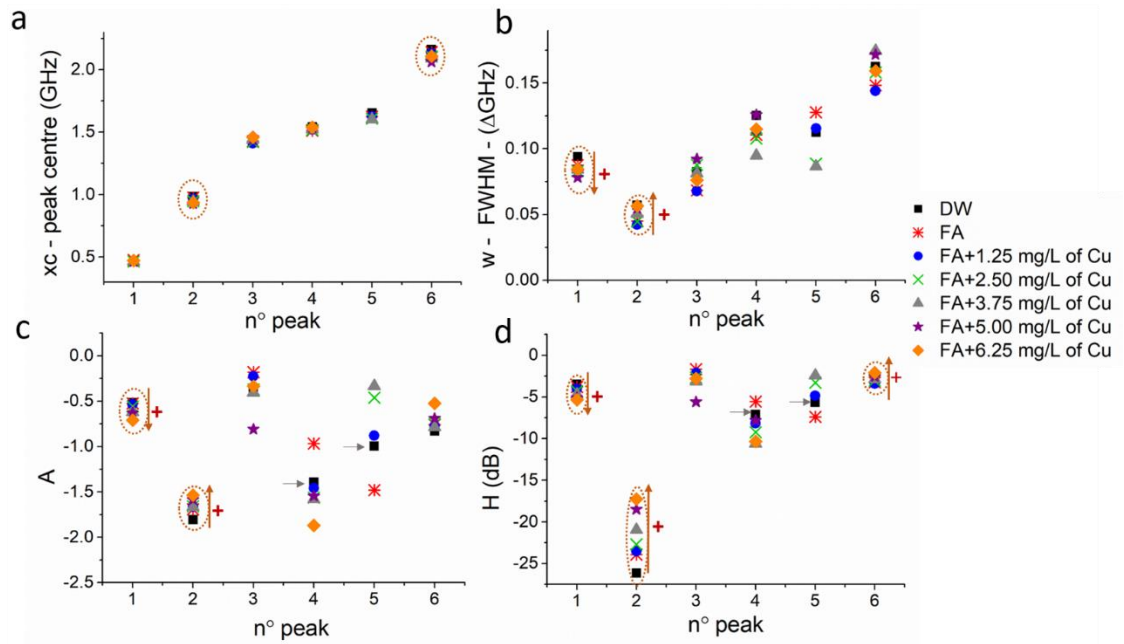 a
xc - peak centre (GHz)
2.0
1.5
1.0
0.5
1 2 3 4 5 6
n° peak
b
w - FWHM - (ΔGHz)
0.15
0.10
0.05
0.00
+
+
1 2 3 4 5 6
n° peak
DW
FA
FA+1.25 mg/L of Cu
FA+2.50 mg/L of Cu
FA+3.75 mg/L of Cu
FA+5.00 mg/L of Cu
FA+6.25 mg/L of Cu
c
A
0.0
-0.5
-1.0
-1.5
-2.0
-2.5
+
+
1 2 3 4 5 6
n° peak
d
H (dB)
0
-5
-10
-15
-20
-25
+
+
+
1 2 3 4 5 6
n° peak